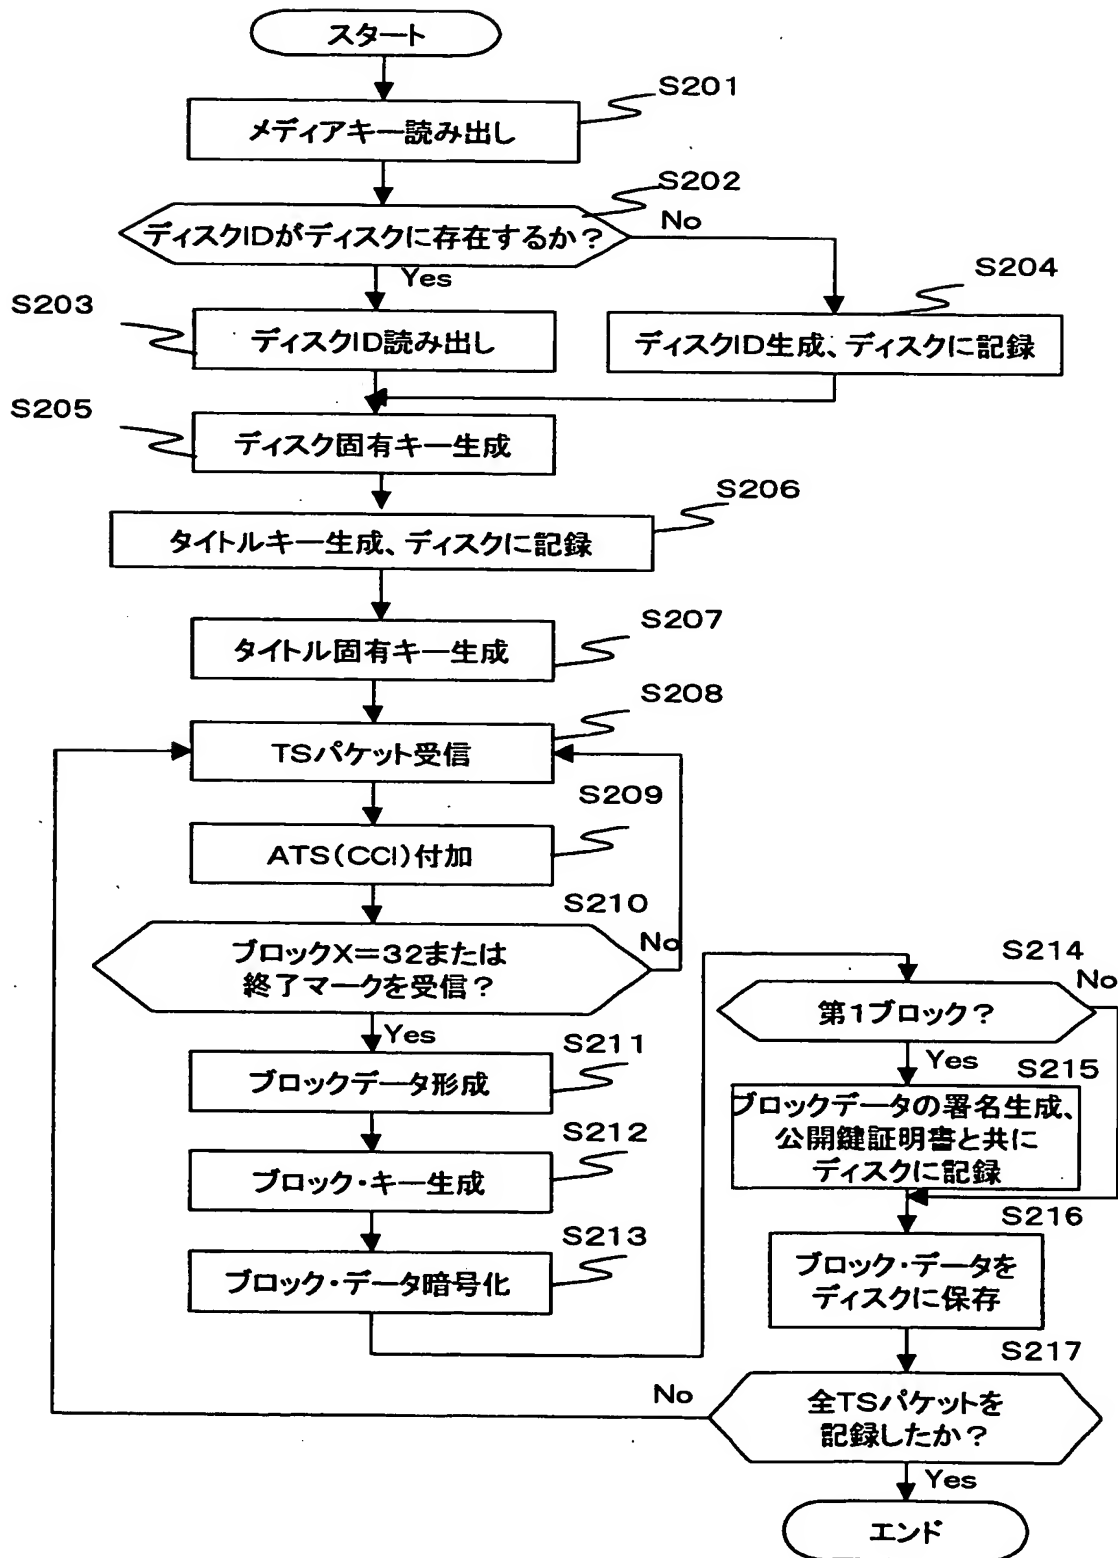 スタート
S201
メディアキー読み出し
S202
ディスクIDがディスクに存在するか?
No
Yes
S203
ディスクID読み出し
S204
ディスクID生成、ディスクに記録
S205
ディスク固有キー生成
S206
タイトルキー生成、ディスクに記録
S207
タイトル固有キー生成
S208
TSパケット受信
S209
ATS(CCI)付加
S210
ブロックX=32または
終了マークを受信?
No
Yes
S211
ブロックデータ形成
S212
ブロック・キー生成
S213
ブロック・データ暗号化
S214
第1ブロック?
No
Yes
S215
ブロックデータの署名生成、
公開鍵証明書と共に
ディスクに記録
S216
ブロック・データを
ディスクに保存
S217
全TSパケットを
記録したか?
No
Yes
エンド